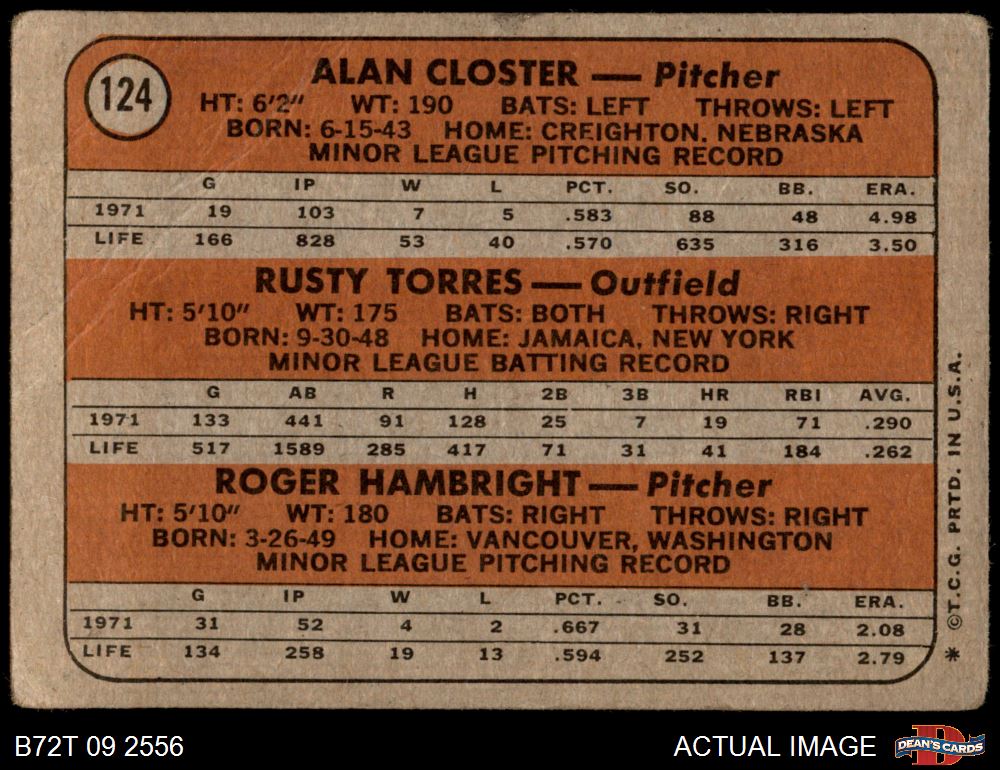 124
ALAN CLOSTER — Pitcher
HT: 6'2" WT: 190 BATS: LEFT THROWS: LEFT
BORN: 6-15-43 HOME: CREIGHTON, NEBRASKA
MINOR LEAGUE PITCHING RECORD
G IP W L PCT. SO. BB. ERA.
1971 19 103 7 5 .583 88 48 4.98
LIFE 166 828 53 40 .570 635 316 3.50
RUSTY TORRES — Outfield
HT: 5'10" WT: 175 BATS: BOTH THROWS: RIGHT
BORN: 9-30-48 HOME: JAMAICA, NEW YORK
MINOR LEAGUE BATTING RECORD
G AB R H 2B 3B HR RBI AVG.
1971 133 441 91 128 25 7 19 71 .290
LIFE 517 1589 285 417 71 31 41 184 .262
ROGER HAMBRIGHT — Pitcher
HT: 5'10" WT: 180 BATS: RIGHT THROWS: RIGHT
BORN: 3-26-49 HOME: VANCOUVER, WASHINGTON
MINOR LEAGUE PITCHING RECORD
G IP W L PCT. SO. BB. ERA.
1971 31 52 4 2 .667 31 28 2.08
LIFE 134 258 19 13 .594 252 137 2.79
* ©T.C.G. PRTD. IN U.S.A.
B72T 09 2556
ACTUAL IMAGE
D
DEAN'S CARDS